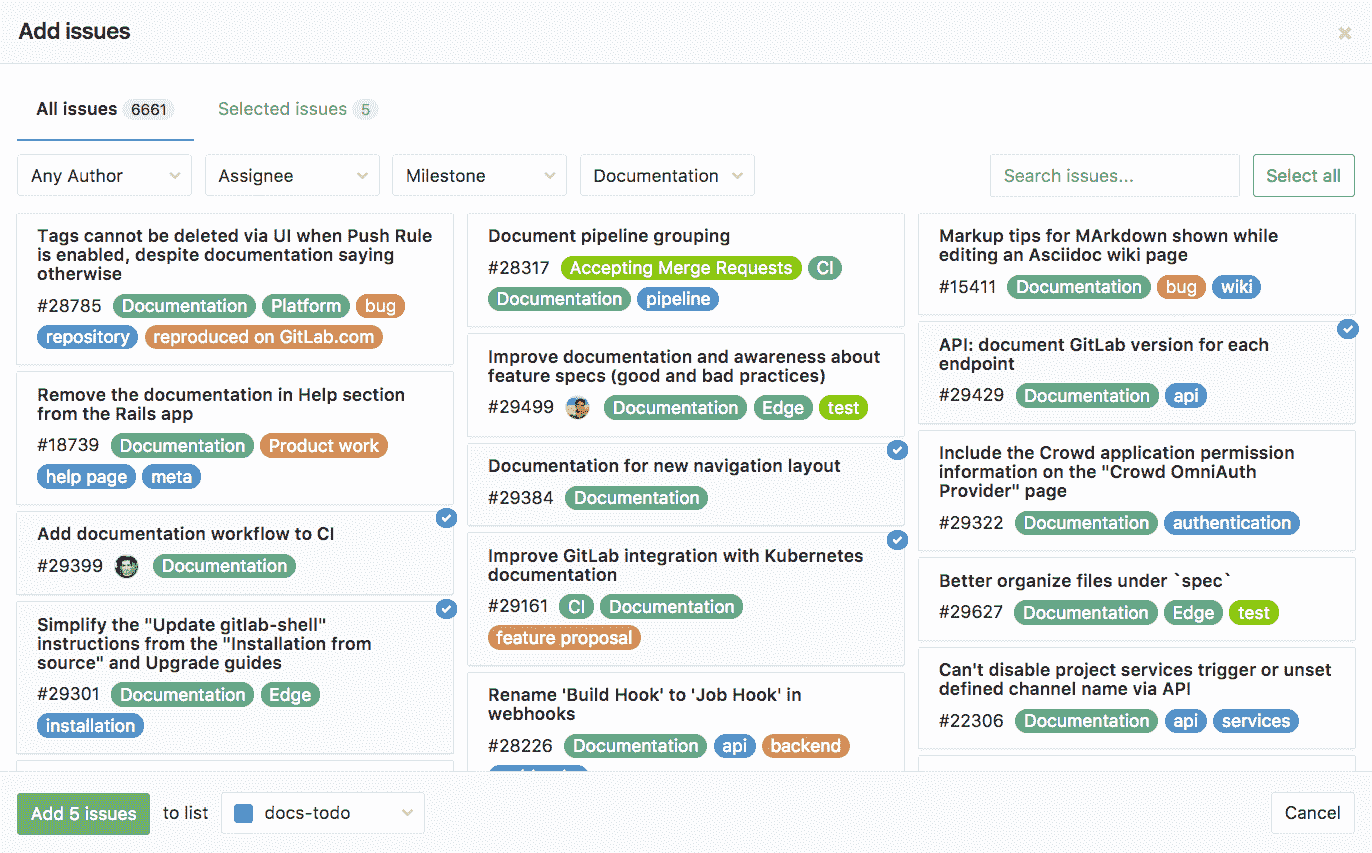 Add issues
All issues 6661
Selected issues 5
Any Author
Assignee
Milestone
Documentation
Search issues...
Select all
Tags cannot be deleted via UI when Push Rule
is enabled, despite documentation saying
otherwise
#28785 Documentation Platform bug
repository reproduced on GitLab.com
Remove the documentation in Help section
from the Rails app
#18739 Documentation Product work
help page meta
Add documentation workflow to CI
#29399 Documentation
Simplify the "Update gitlab-shell"
instructions from the "Installation from
source" and Upgrade guides
#29301 Documentation Edge
installation
Document pipeline grouping
#28317 Accepting Merge Requests CI
Documentation pipeline
Improve documentation and awareness about
feature specs (good and bad practices)
#29499 Documentation Edge test
Documentation for new navigation layout
#29384 Documentation
Improve GitLab integration with Kubernetes
documentation
#29161 CI Documentation
feature proposal
Rename 'Build Hook' to 'Job Hook' in
webhooks
#28226 Documentation api backend
Markup tips for MArkdown shown while
editing an Asciidoc wiki page
#15411 Documentation bug wiki
API: document GitLab version for each
endpoint
#29429 Documentation api
Include the Crowd application permission
information on the "Crowd OmniAuth
Provider" page
#29322 Documentation authentication
Better organize files under `spec`
#29627 Documentation Edge test
Can't disable project services trigger or unset
defined channel name via API
#22306 Documentation api services
Add 5 issues to list docs-todo
Cancel